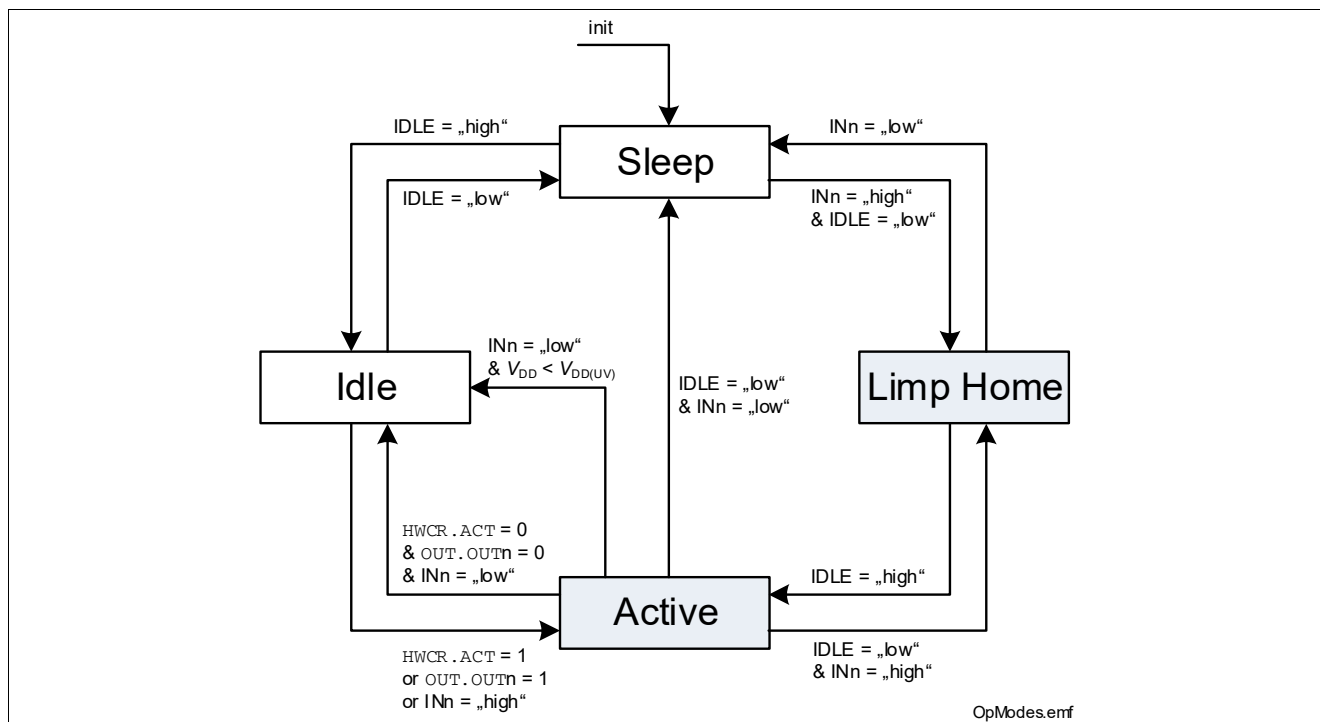 init
IDLE = „high“
INn = „low“
Sleep
IDLE = „low“
INn = „high“
& IDLE = „low“
INn = „low“
& VDD < VDD(UV)
Idle
IDLE = „low“
& INn = „low“
Limp Home
HWCR.ACT = 0
& OUT.OUTn = 0
& INn = „low“
IDLE = „high“
Active
HWCR.ACT = 1
or OUT.OUTn = 1
or INn = „high“
IDLE = „low“
& INn = „high“
OpModes.emf